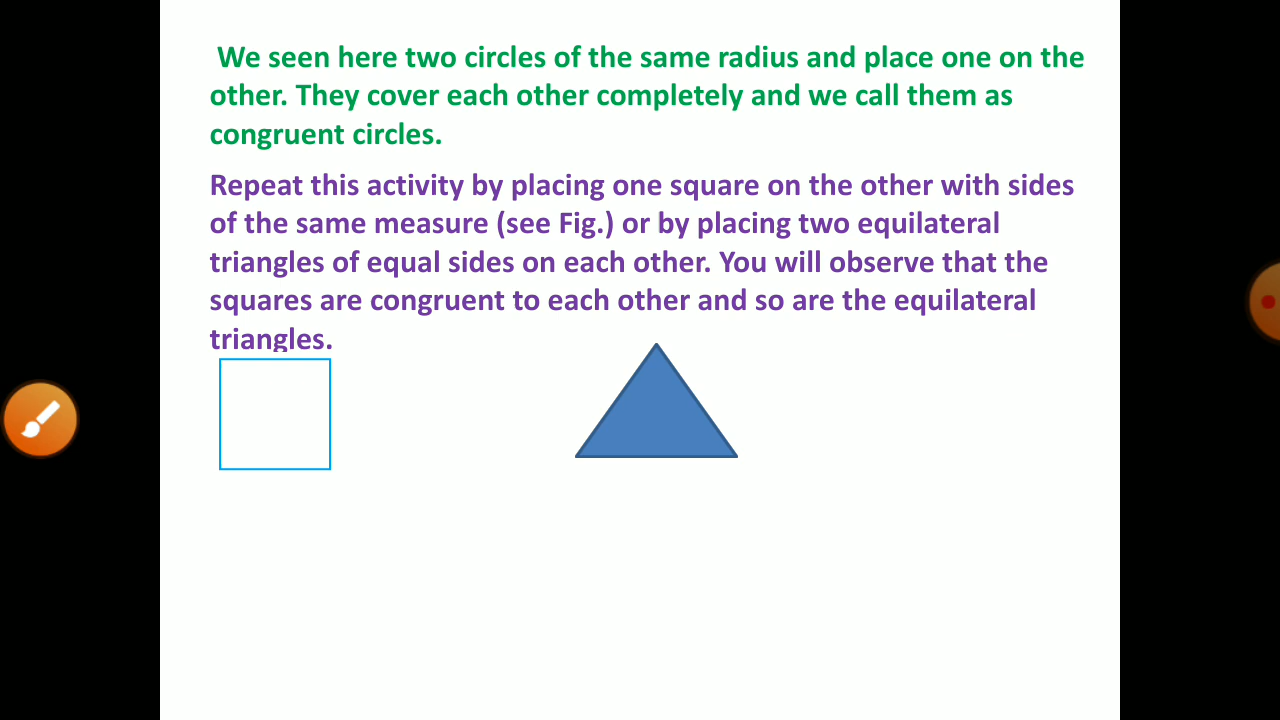 We seen here two circles of the same radius and place one on the
other. They cover each other completely and we call them as
congruent circles.
Repeat this activity by placing one square on the other with sides
of the same measure (see Fig.) or by placing two equilateral
triangles of equal sides on each other. You will observe that the
squares are congruent to each other and so are the equilateral
triangles.